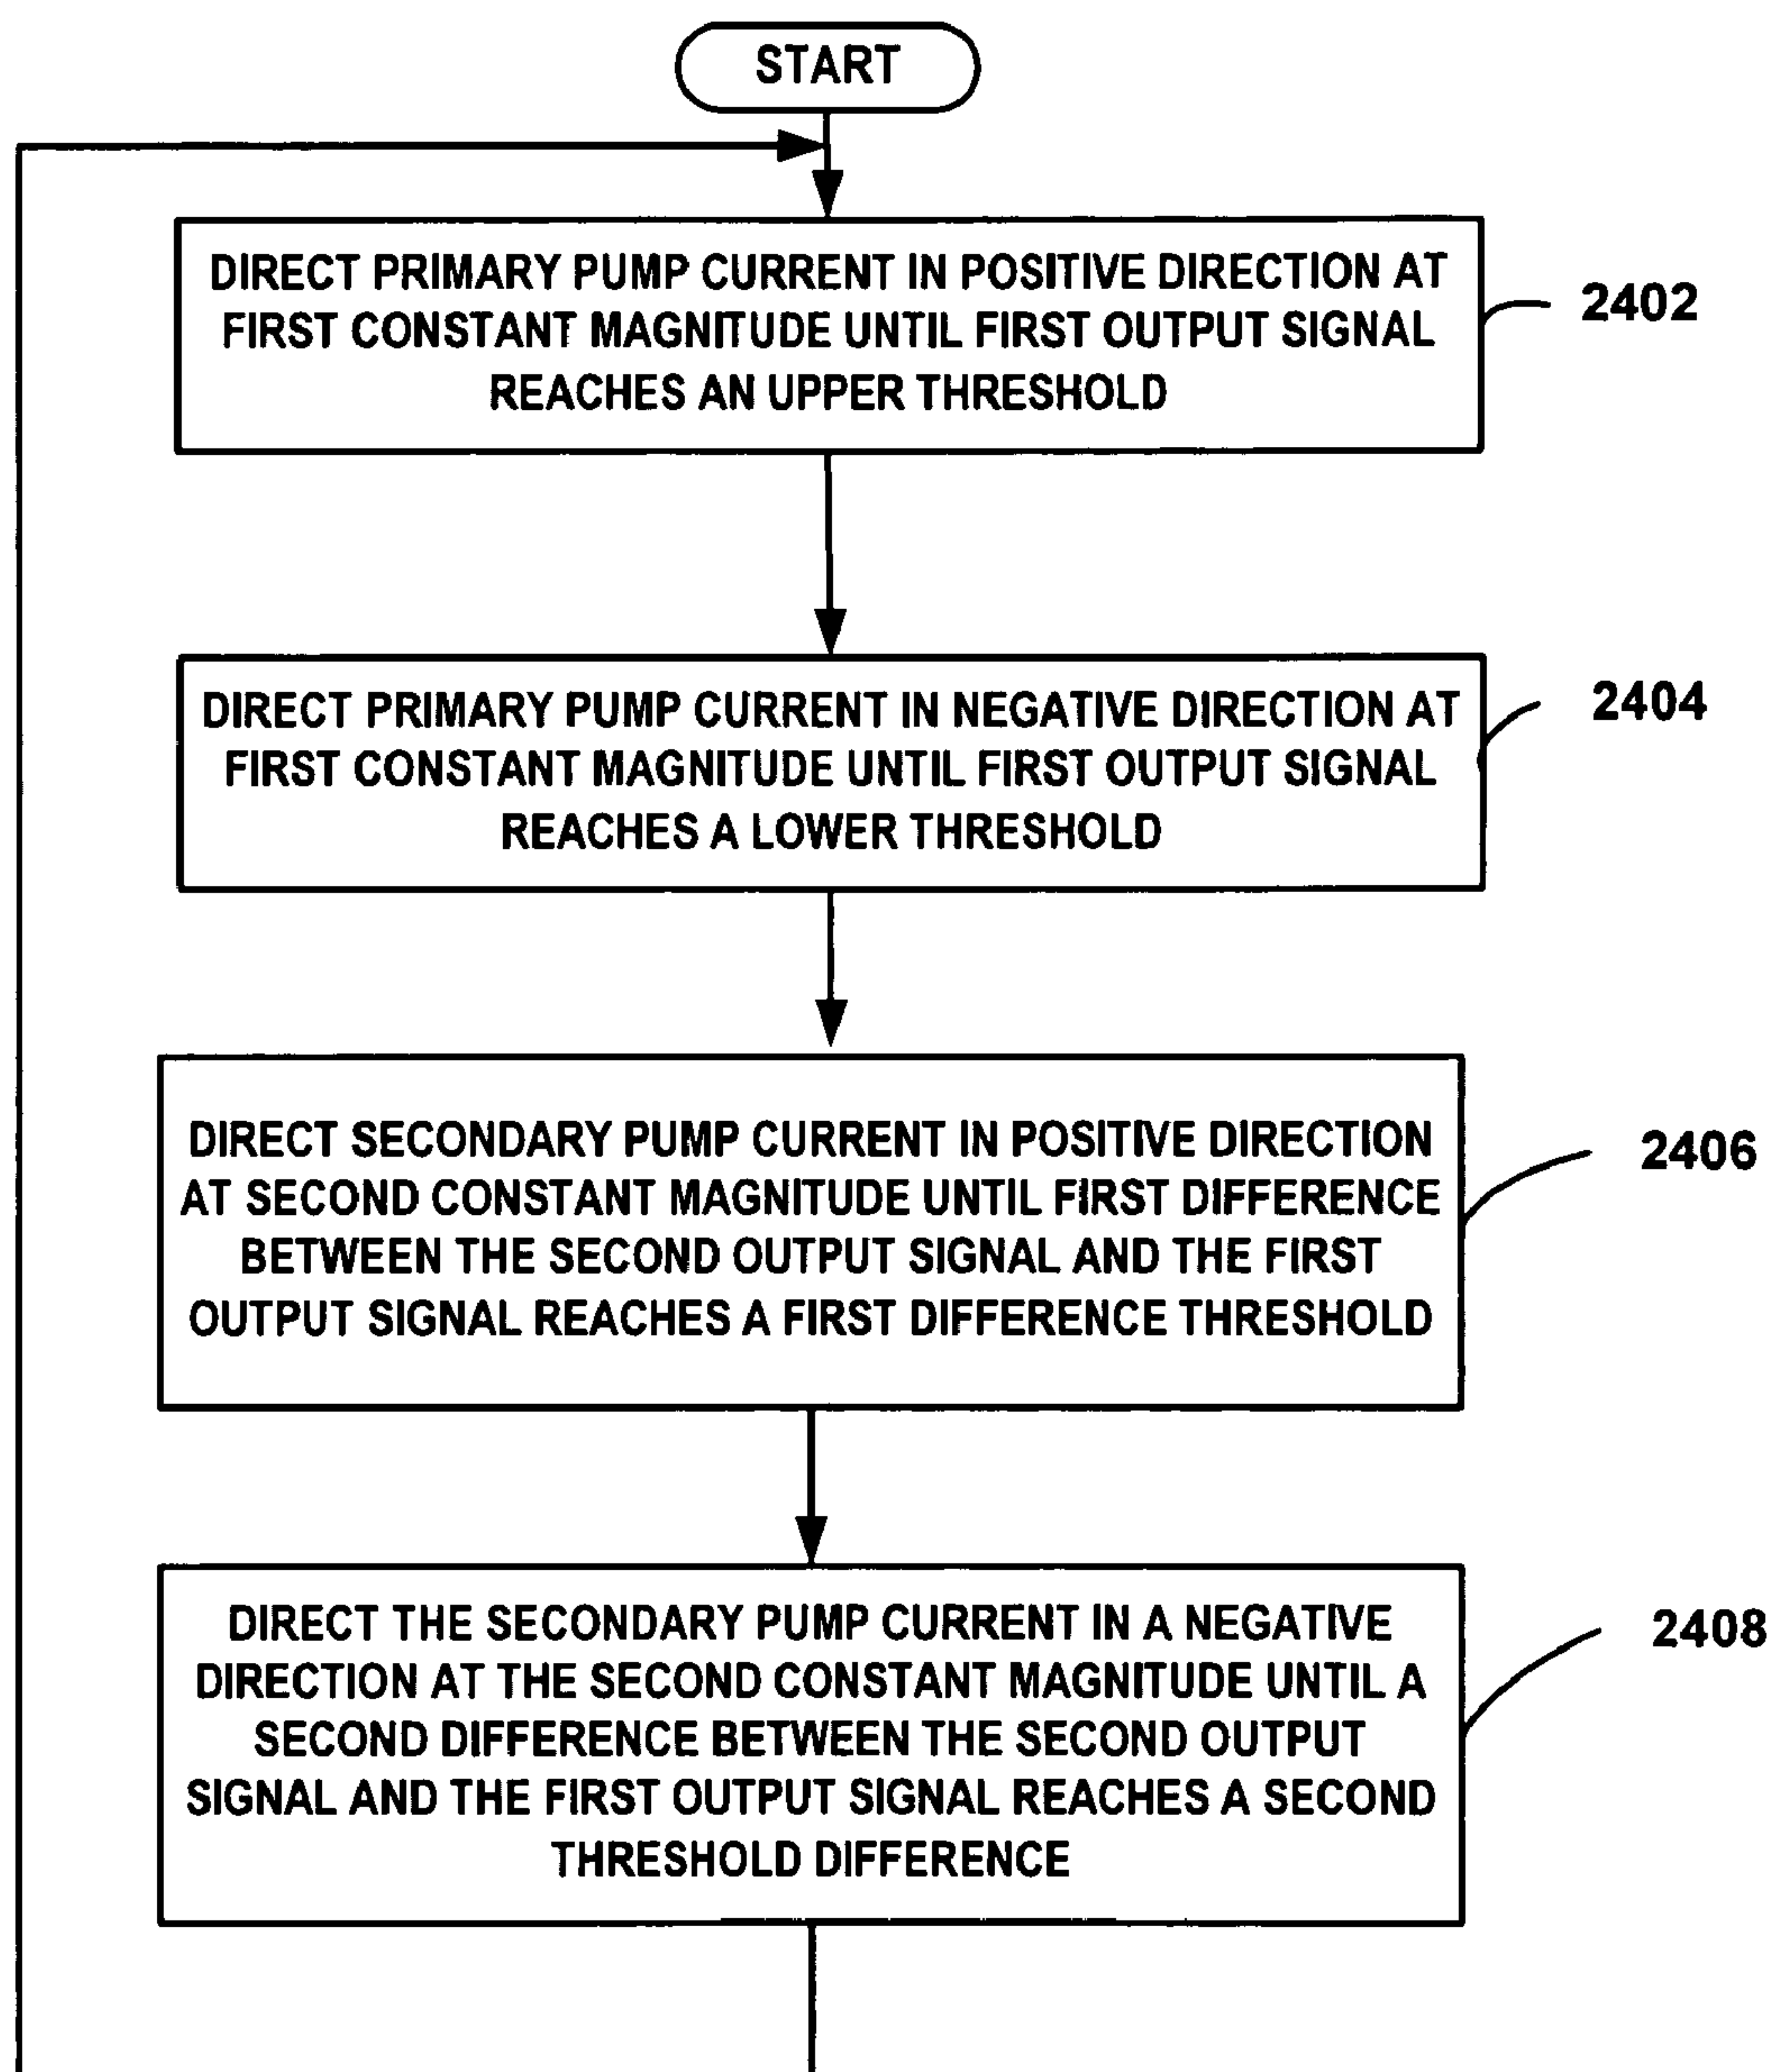 START
DIRECT PRIMARY PUMP CURRENT IN POSITIVE DIRECTION AT
FIRST CONSTANT MAGNITUDE UNTIL FIRST OUTPUT SIGNAL
REACHES AN UPPER THRESHOLD
2402
DIRECT PRIMARY PUMP CURRENT IN NEGATIVE DIRECTION AT
FIRST CONSTANT MAGNITUDE UNTIL FIRST OUTPUT SIGNAL
REACHES A LOWER THRESHOLD
2404
DIRECT SECONDARY PUMP CURRENT IN POSITIVE DIRECTION
AT SECOND CONSTANT MAGNITUDE UNTIL FIRST DIFFERENCE
BETWEEN THE SECOND OUTPUT SIGNAL AND THE FIRST
OUTPUT SIGNAL REACHES A FIRST DIFFERENCE THRESHOLD
2406
DIRECT THE SECONDARY PUMP CURRENT IN A NEGATIVE
DIRECTION AT THE SECOND CONSTANT MAGNITUDE UNTIL A
SECOND DIFFERENCE BETWEEN THE SECOND OUTPUT
SIGNAL AND THE FIRST OUTPUT SIGNAL REACHES A SECOND
THRESHOLD DIFFERENCE
2408